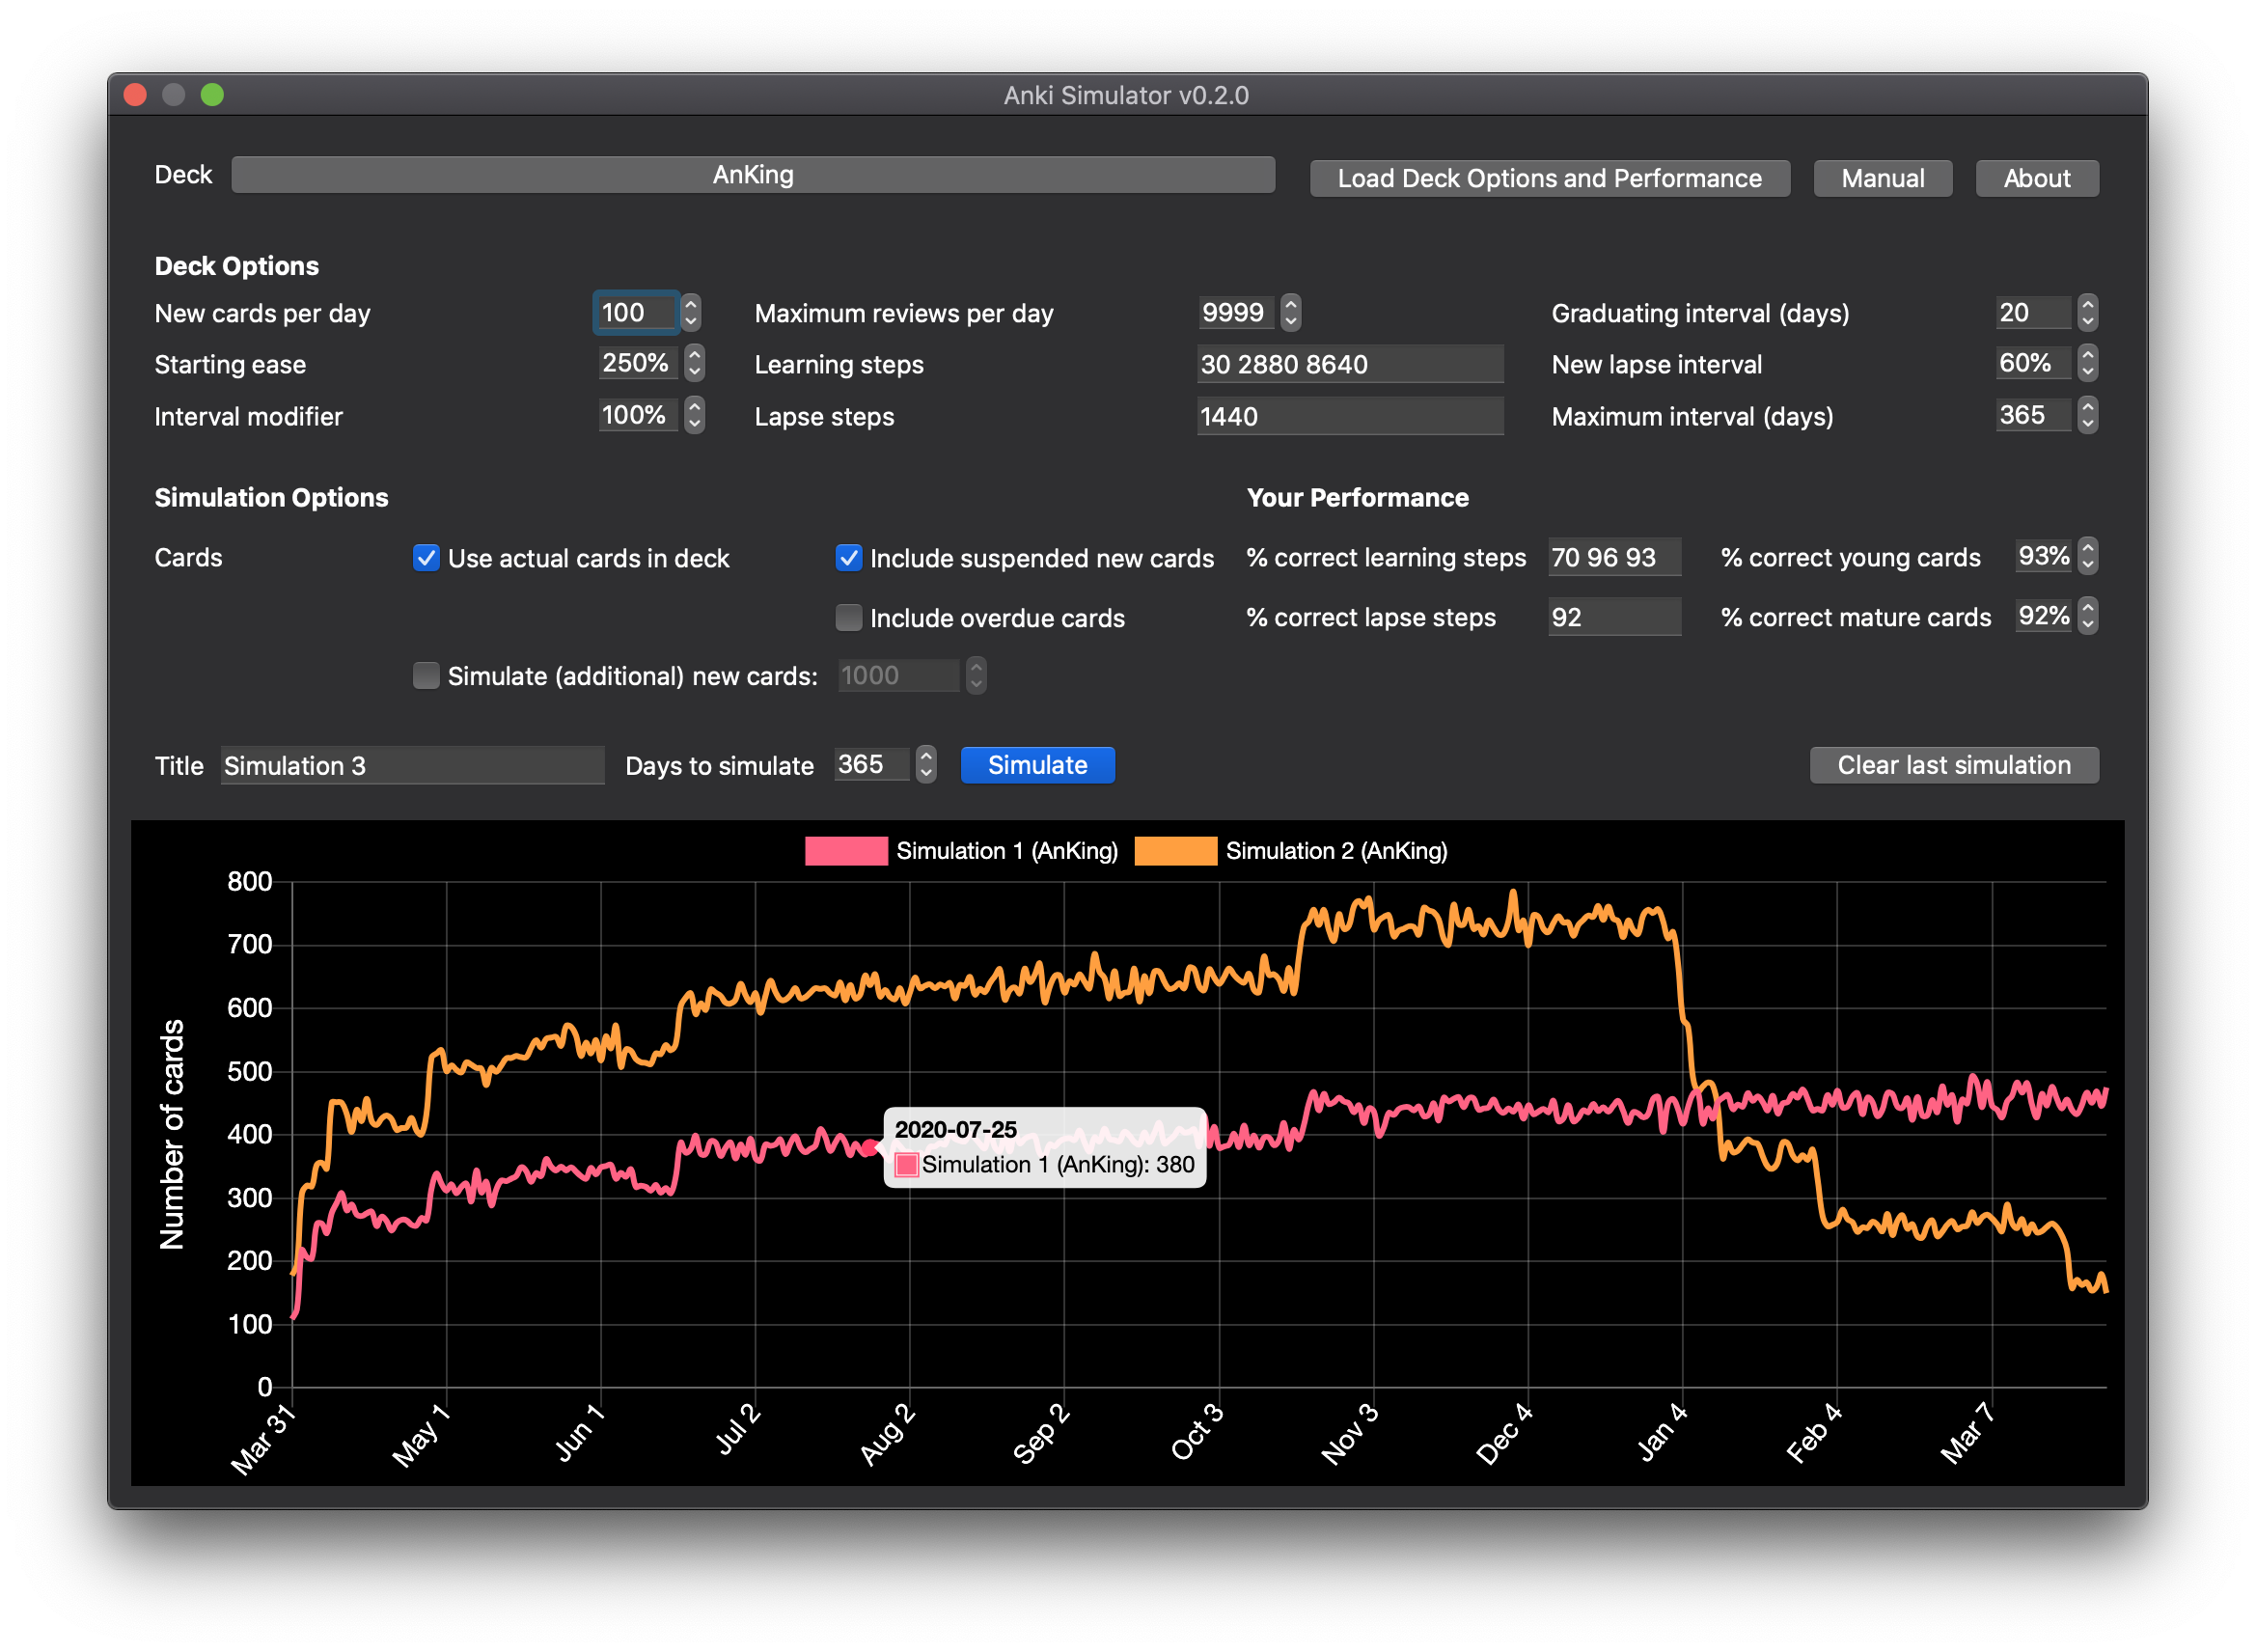 Anki Simulator v0.2.0
Deck AnKing Load Deck Options and Performance Manual About
Deck Options
New cards per day 100 Maximum reviews per day 9999 Graduating interval (days) 20
Starting ease 250% Learning steps 30 2880 8640 New lapse interval 60%
Interval modifier 100% Lapse steps 1440 Maximum interval (days) 365
Simulation Options Your Performance
Cards Use actual cards in deck Include suspended new cards % correct learning steps 70 96 93 % correct young cards 93%
Include overdue cards % correct lapse steps 92 % correct mature cards 92%
Simulate (additional) new cards: 1000
Title Simulation 3 Days to simulate 365 Simulate Clear last simulation
Simulation 1 (AnKing) Simulation 2 (AnKing)
Number of cards
800
700
600
500
400
300
200
100
0
2020-07-25
Simulation 1 (AnKing): 380
Mar 31 May 1 Jun 1 Jul 2 Aug 2 Sep 2 Oct 3 Nov 3 Dec 4 Jan 4 Feb 4 Mar 7